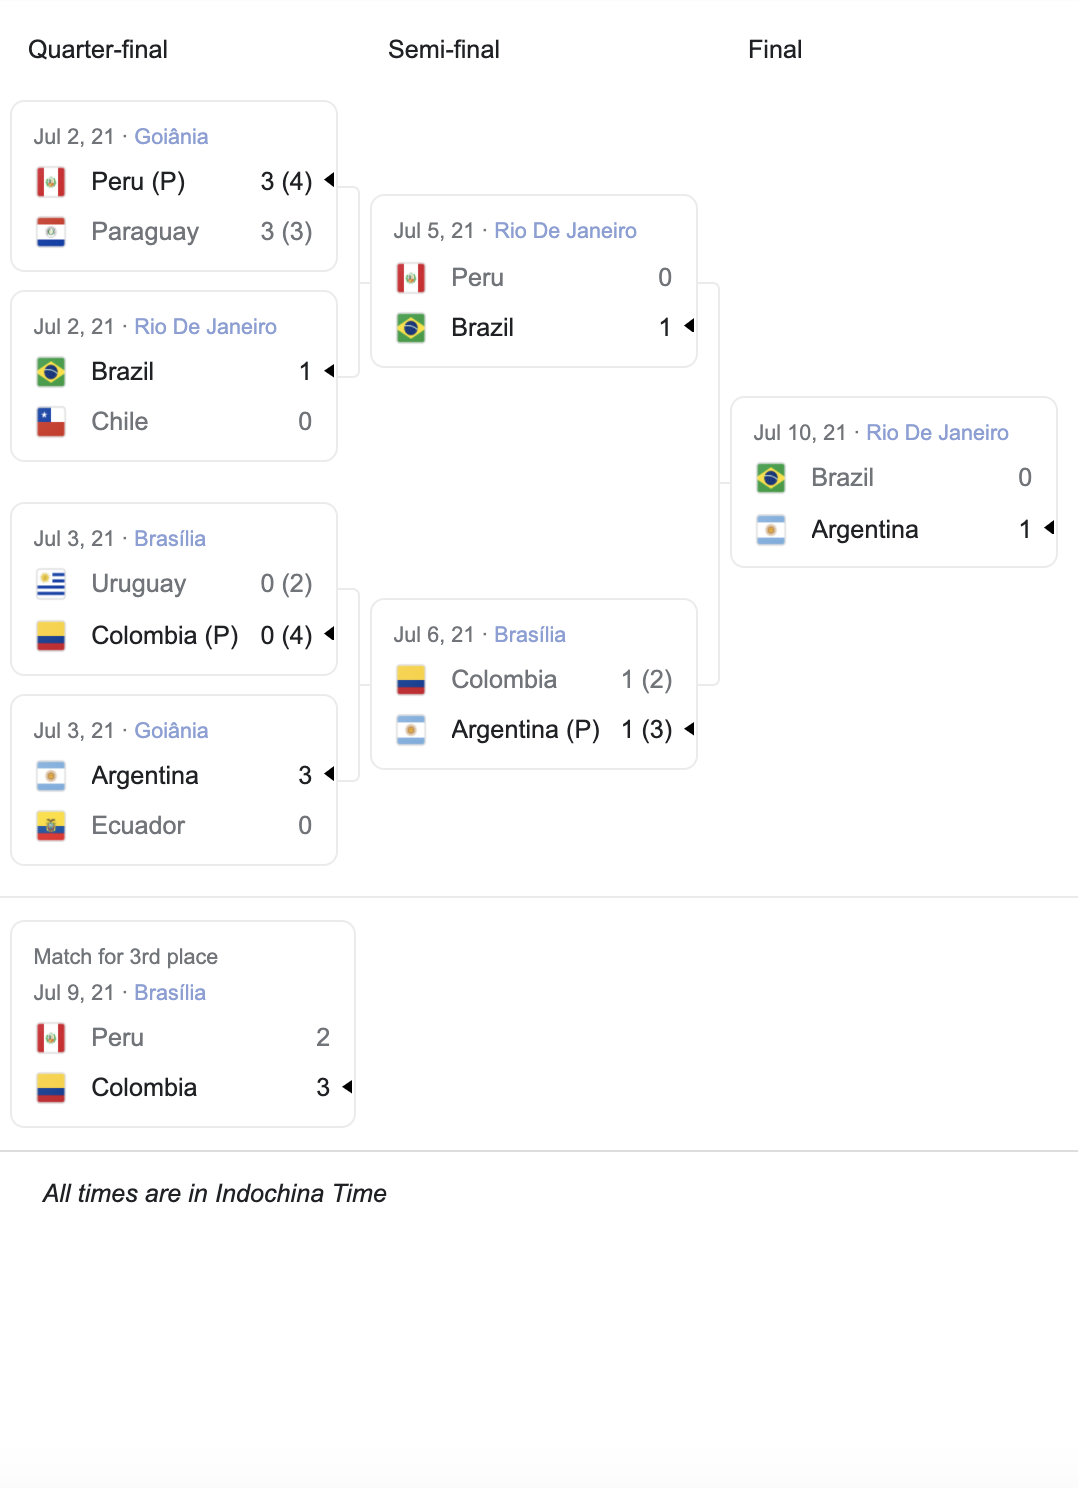 Quarter-final
Semi-final
Final
Jul 2, 21 · Goiânia
Peru (P) 3 (4)
Paraguay 3 (3)
Jul 2, 21 · Rio De Janeiro
Brazil 1
Chile 0
Jul 3, 21 · Brasília
Uruguay 0 (2)
Colombia (P) 0 (4)
Jul 3, 21 · Goiânia
Argentina 3
Ecuador 0
Jul 5, 21 · Rio De Janeiro
Peru 0
Brazil 1
Jul 6, 21 · Brasília
Colombia 1 (2)
Argentina (P) 1 (3)
Jul 10, 21 · Rio De Janeiro
Brazil 0
Argentina 1
Match for 3rd place
Jul 9, 21 · Brasília
Peru 2
Colombia 3
All times are in Indochina Time